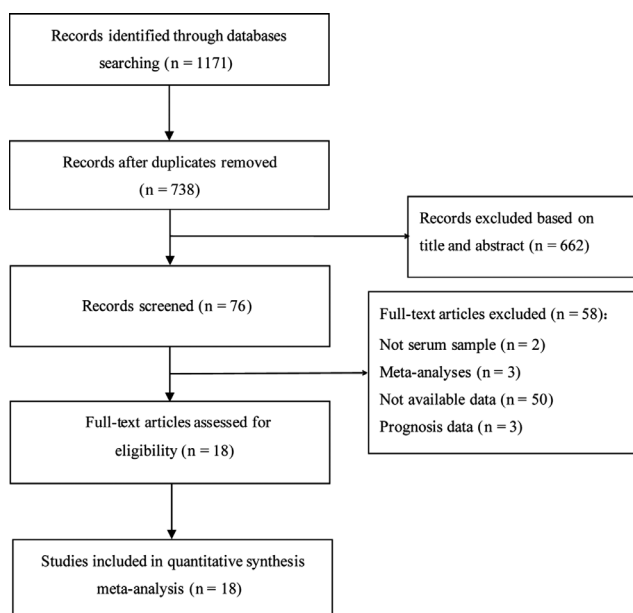 Records identified through databases
searching (n = 1171)
Records after duplicates removed
(n = 738)
Records excluded based on
title and abstract (n = 662)
Records screened (n = 76)
Full-text articles excluded (n = 58):
Not serum sample (n = 2)
Meta-analyses (n = 3)
Not available data (n = 50)
Prognosis data (n = 3)
Full-text articles assessed for
eligibility (n = 18)
Studies included in quantitative synthesis
meta-analysis (n = 18)